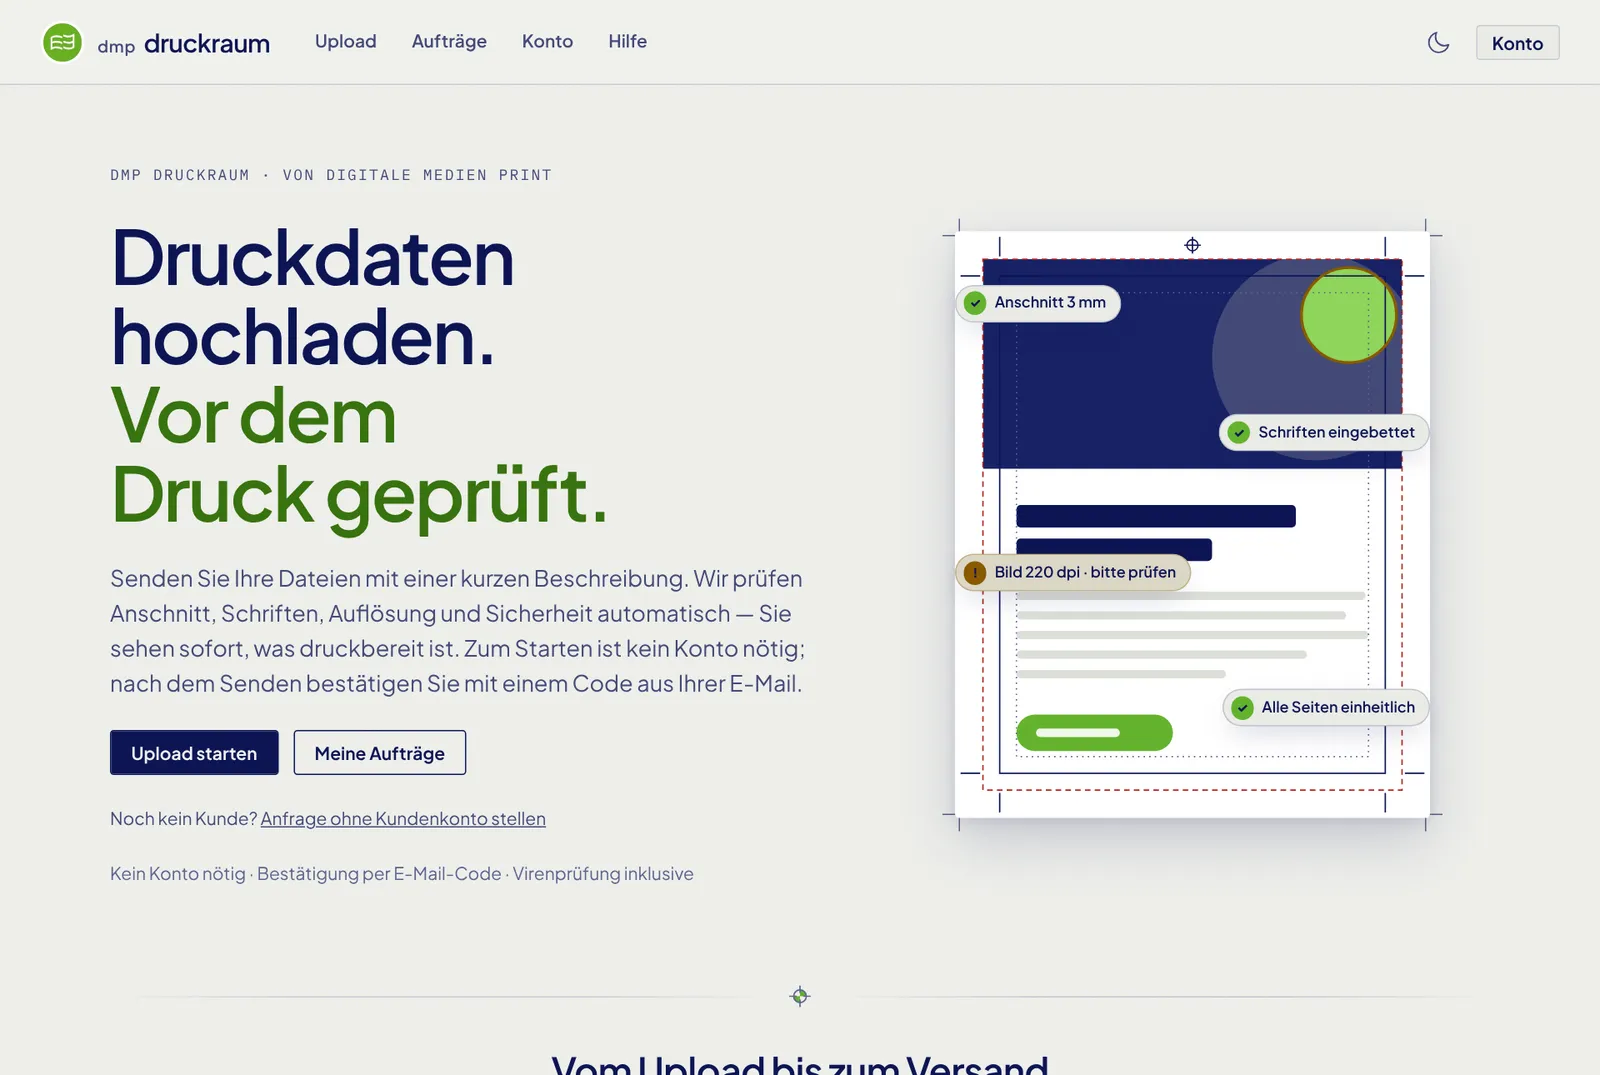 dmp druckraum
Upload
Aufträge
Konto
Hilfe
Konto
DMP DRUCKRAUM · VON DIGITALE MEDIEN PRINT
Druckdaten
hochladen.
Vor dem
Druck geprüft.
Senden Sie Ihre Dateien mit einer kurzen Beschreibung. Wir prüfen
Anschnitt, Schriften, Auflösung und Sicherheit automatisch — Sie
sehen sofort, was druckbereit ist. Zum Starten ist kein Konto nötig;
nach dem Senden bestätigen Sie mit einem Code aus Ihrer E-Mail.
Upload starten
Meine Aufträge
Noch kein Kunde? Anfrage ohne Kundenkonto stellen
Kein Konto nötig · Bestätigung per E-Mail-Code · Virenprüfung inklusive
Anschnitt 3 mm
Schriften eingebettet
! Bild 220 dpi · bitte prüfen
Alle Seiten einheitlich
Vom Upload bis zum Versand